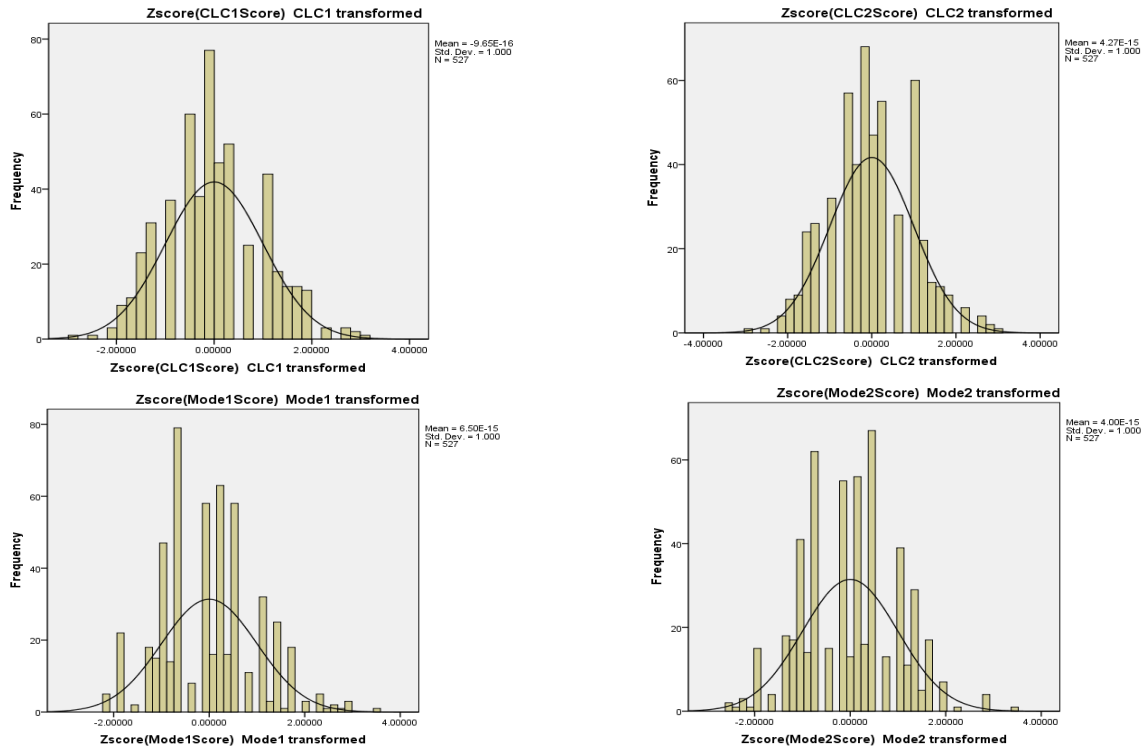 Zscore(CLC1Score) CLC1 transformed
Mean = -9.65E-16
Std. Dev. = 1.000
N = 527
Frequency
80
60
40
20
0
-2.00000 0.00000 2.00000 4.00000
Zscore(CLC1Score) CLC1 transformed
Zscore(CLC2Score) CLC2 transformed
Mean = 4.27E-15
Std. Dev. = 1.000
N = 527
Frequency
60
40
20
0
-4.00000 -2.00000 0.00000 2.00000 4.00000
Zscore(CLC2Score) CLC2 transformed
Zscore(Mode1Score) Mode1 transformed
Mean = 6.50E-15
Std. Dev. = 1.000
N = 527
Frequency
80
60
40
20
0
-2.00000 0.00000 2.00000 4.00000
Zscore(Mode1Score) Mode1 transformed
Zscore(Mode2Score) Mode2 transformed
Mean = 4.00E-15
Std. Dev. = 1.000
N = 527
Frequency
60
40
20
0
-2.00000 0.00000 2.00000 4.00000
Zscore(Mode2Score) Mode2 transformed